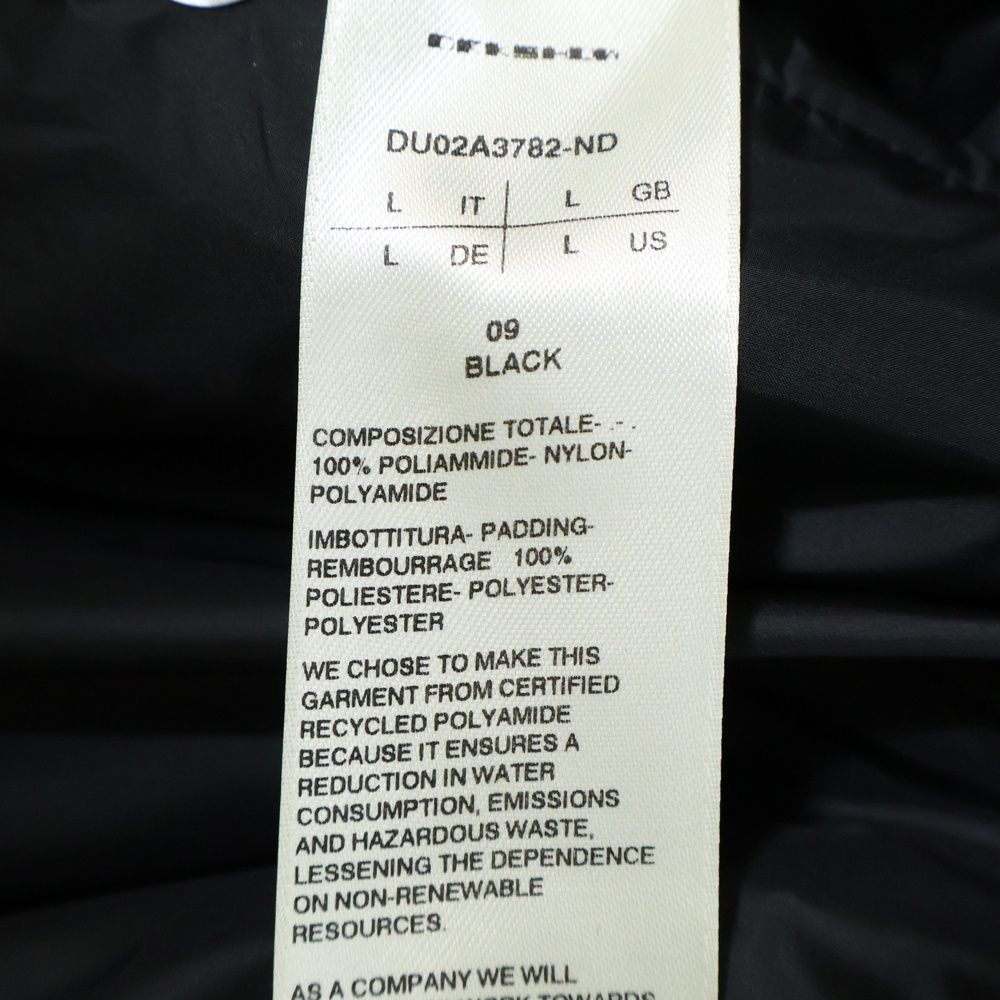 DU02A3782-ND
L IT L GB
L DE L US
09
BLACK
COMPOSIZIONE TOTALE-
100% POLIAMMIDE- NYLON-
POLYAMIDE
IMBOTTITURA- PADDING-
REMBOURRAGE 100%
POLIESTERE- POLYESTER-
POLYESTER
WE CHOSE TO MAKE THIS
GARMENT FROM CERTIFIED
RECYCLED POLYAMIDE
BECAUSE IT ENSURES A
REDUCTION IN WATER
CONSUMPTION, EMISSIONS
AND HAZARDOUS WASTE,
LESSENING THE DEPENDENCE
ON NON-RENEWABLE
RESOURCES.
AS A COMPANY WE WILL
TOWARDS